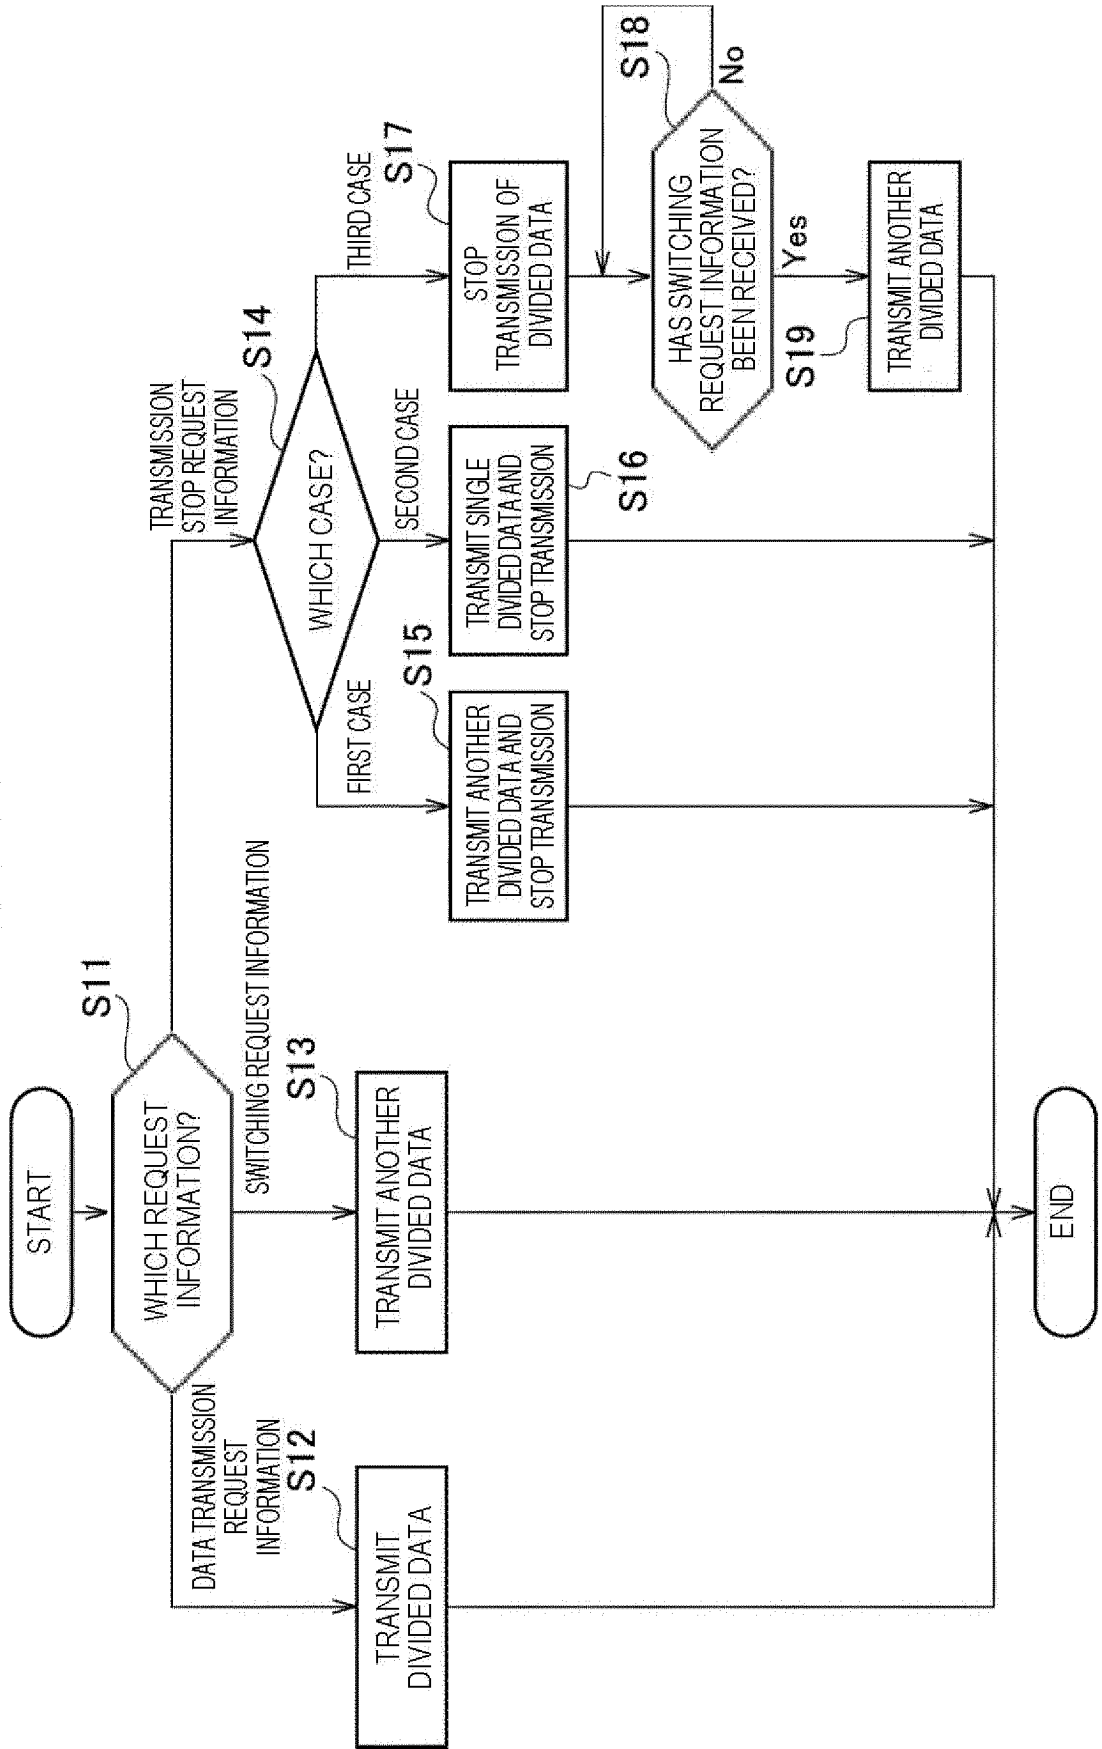 START
S11
WHICH REQUEST
INFORMATION?
DATA TRANSMISSION
REQUEST
INFORMATION
SWITCHING REQUEST INFORMATION
TRANSMISSION
STOP REQUEST
INFORMATION
S12
TRANSMIT
DIVIDED DATA
S13
TRANSMIT ANOTHER
DIVIDED DATA
S14
WHICH CASE?
FIRST CASE
SECOND CASE
THIRD CASE
S15
TRANSMIT ANOTHER
DIVIDED DATA AND
STOP TRANSMISSION
TRANSMIT SINGLE
DIVIDED DATA AND
STOP TRANSMISSION
S16
S17
STOP
TRANSMISSION OF
DIVIDED DATA
S18
HAS SWITCHING
REQUEST INFORMATION
BEEN RECEIVED?
No
Yes
S19
TRANSMIT ANOTHER
DIVIDED DATA
END